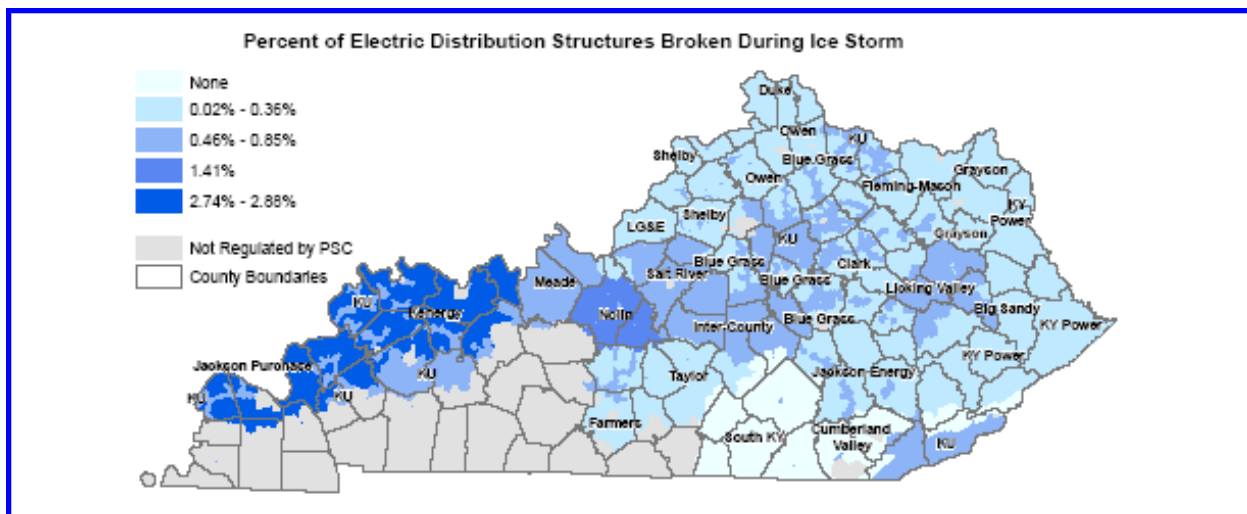 Percent of Electric Distribution Structures Broken During Ice Storm
None
0.02% - 0.36%
0.46% - 0.85%
1.41%
2.74% - 2.88%
Not Regulated by PSC
County Boundaries
Duke
Owen
KU
Shelby
Blue Grass
Grayson
Owen
Fleming-Mason
KY
Power
LG&E
Shelby
Grayson
KU
Meade
Salt River
Blue Grass
Clark
Blue Grass
Licking Valley
KU
Kenergy
Nolin
Big Sandy
Inter-County
Blue Grass
KY Power
Jackson Purchase
KY Power
KU
Taylor
Jackson Energy
KU
KU
Farmers
South KY
Cumberland
Valley
KU